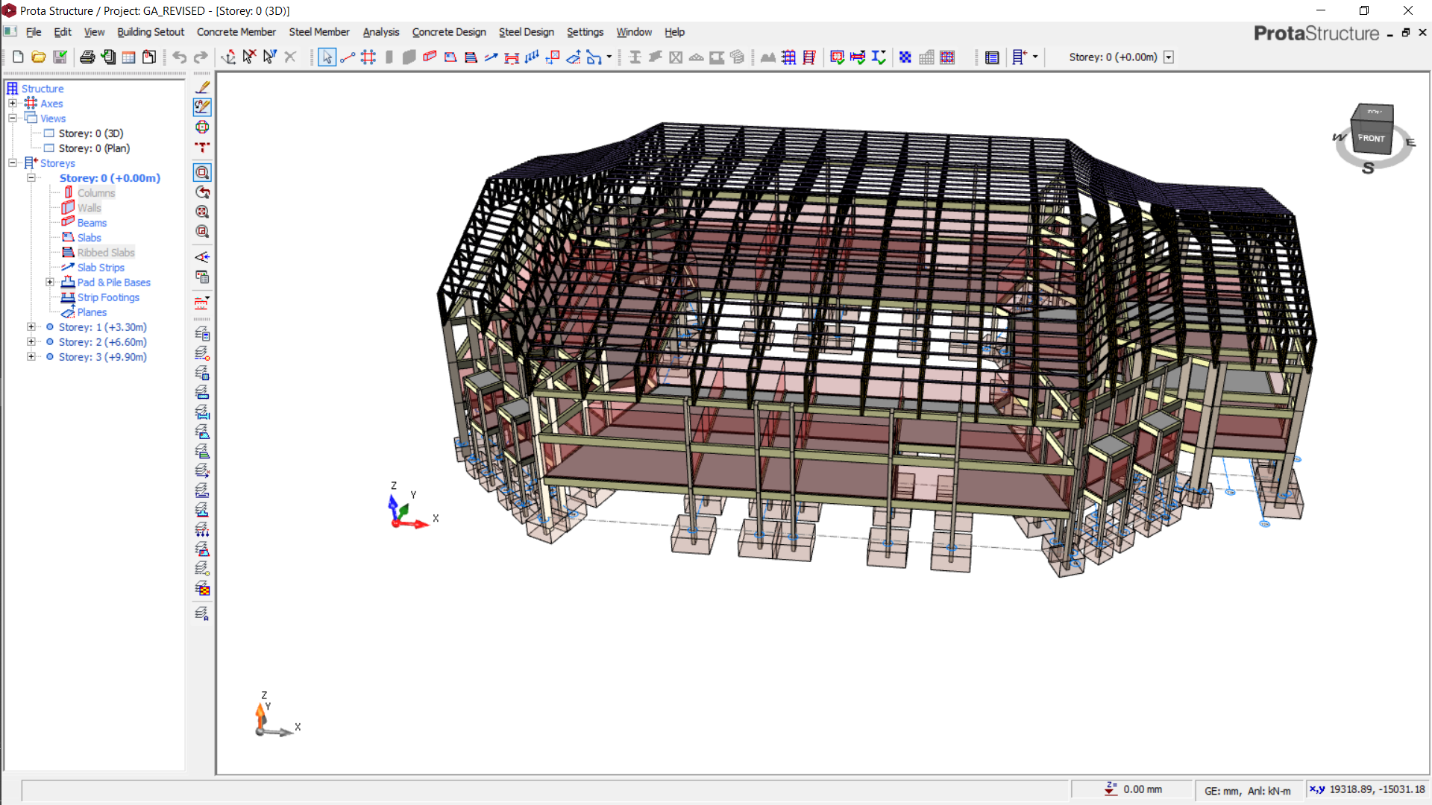 Prota Structure / Project: GA_REVISED - [Storey: 0 (3D)]
File Edit View Building Setout Concrete Member Steel Member Analysis Concrete Design Steel Design Settings Window Help
ProtaStructure
Storey: 0 (+0.00m)
Structure
Axes
Views
Storey: 0 (3D)
Storey: 0 (Plan)
Storeys
Storey: 0 (+0.00m)
Columns
Walls
Beams
Slabs
Ribbed Slabs
Slab Strips
Pad & Pile Bases
Strip Footings
Planes
Storey: 1 (+3.30m)
Storey: 2 (+6.60m)
Storey: 3 (+9.90m)
W FRONT E
S
Z
Y
X
Z
Y
X
Z= 0.00 mm GE: mm, Anl: kN-m x,y 19318.89, -15031.18